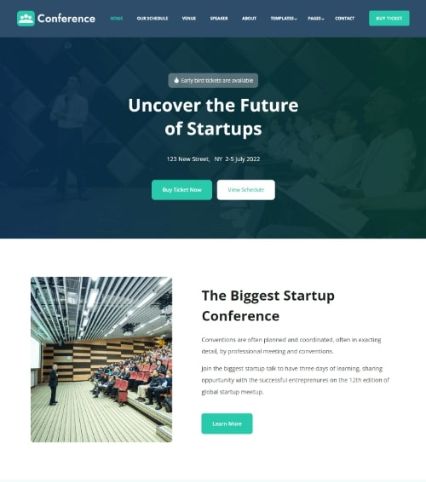 Conference
HOME OUR SCHEDULE VENUE SPEAKER ABOUT TEMPLATES PAGES CONTACT BUY TICKET
Early bird tickets are available
Uncover the Future
of Startups
123 New Street, NY 2-5 July 2022
Buy Ticket Now View Schedule
The Biggest Startup
Conference
Conventions are often planned and coordinated, often in exacting
detail, by professional meeting and conventions.
Join the biggest startup talk to have three days of learning, sharing
oppurtunity with the successful entreprenures on the 12th edition of
global startup meetup.
Learn More